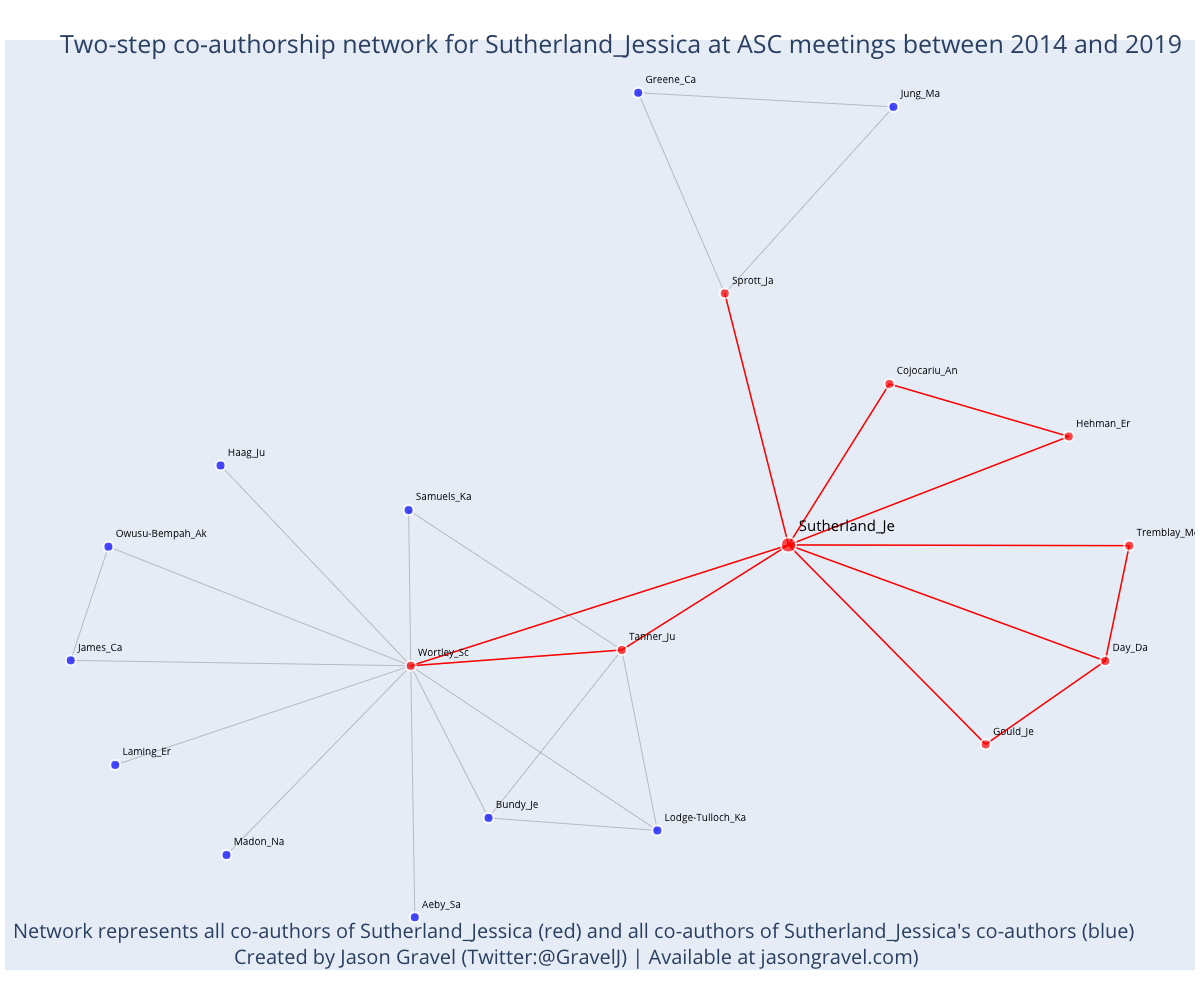 Two-step co-authorship network for Sutherland_Jessica at ASC meetings between 2014 and 2019
Greene_Ca
Jung_Ma
Sprott_Ja
Cojocariu_An
Hehman_Er
Haag_Ju
Samuels_Ka
Sutherland_Je
Owusu-Bempah_Ak
Tanner_Ju
James_Ca
Wortley_Sc
Day_Da
Gould_Je
Laming_Er
Bundy_Je
Lodge-Tulloch_Ka
Madon_Na
Aeby_Sa
Network represents all co-authors of Sutherland_Jessica (red) and all co-authors of Sutherland_Jessica's co-authors (blue)
Created by Jason Gravel (Twitter:@GravelJ) | Available at jasongravel.com)